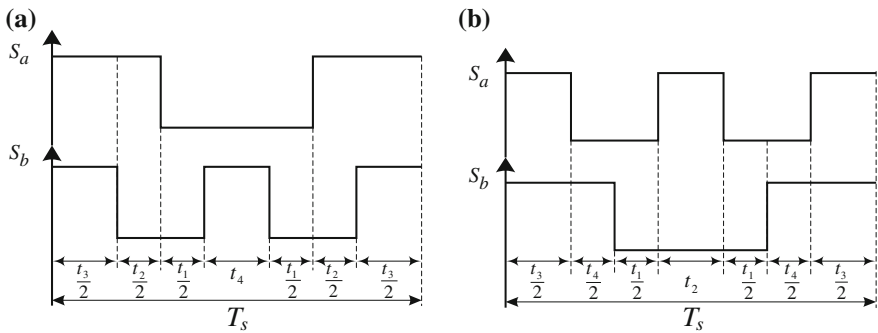 (a)
S_a
S_b
t_3/2 t_2/2 t_1/2 t_4 t_1/2 t_2/2 t_3/2
T_s
(b)
S_a
S_b
t_3/2 t_4/2 t_1/2 t_2 t_1/2 t_4/2 t_3/2
T_s